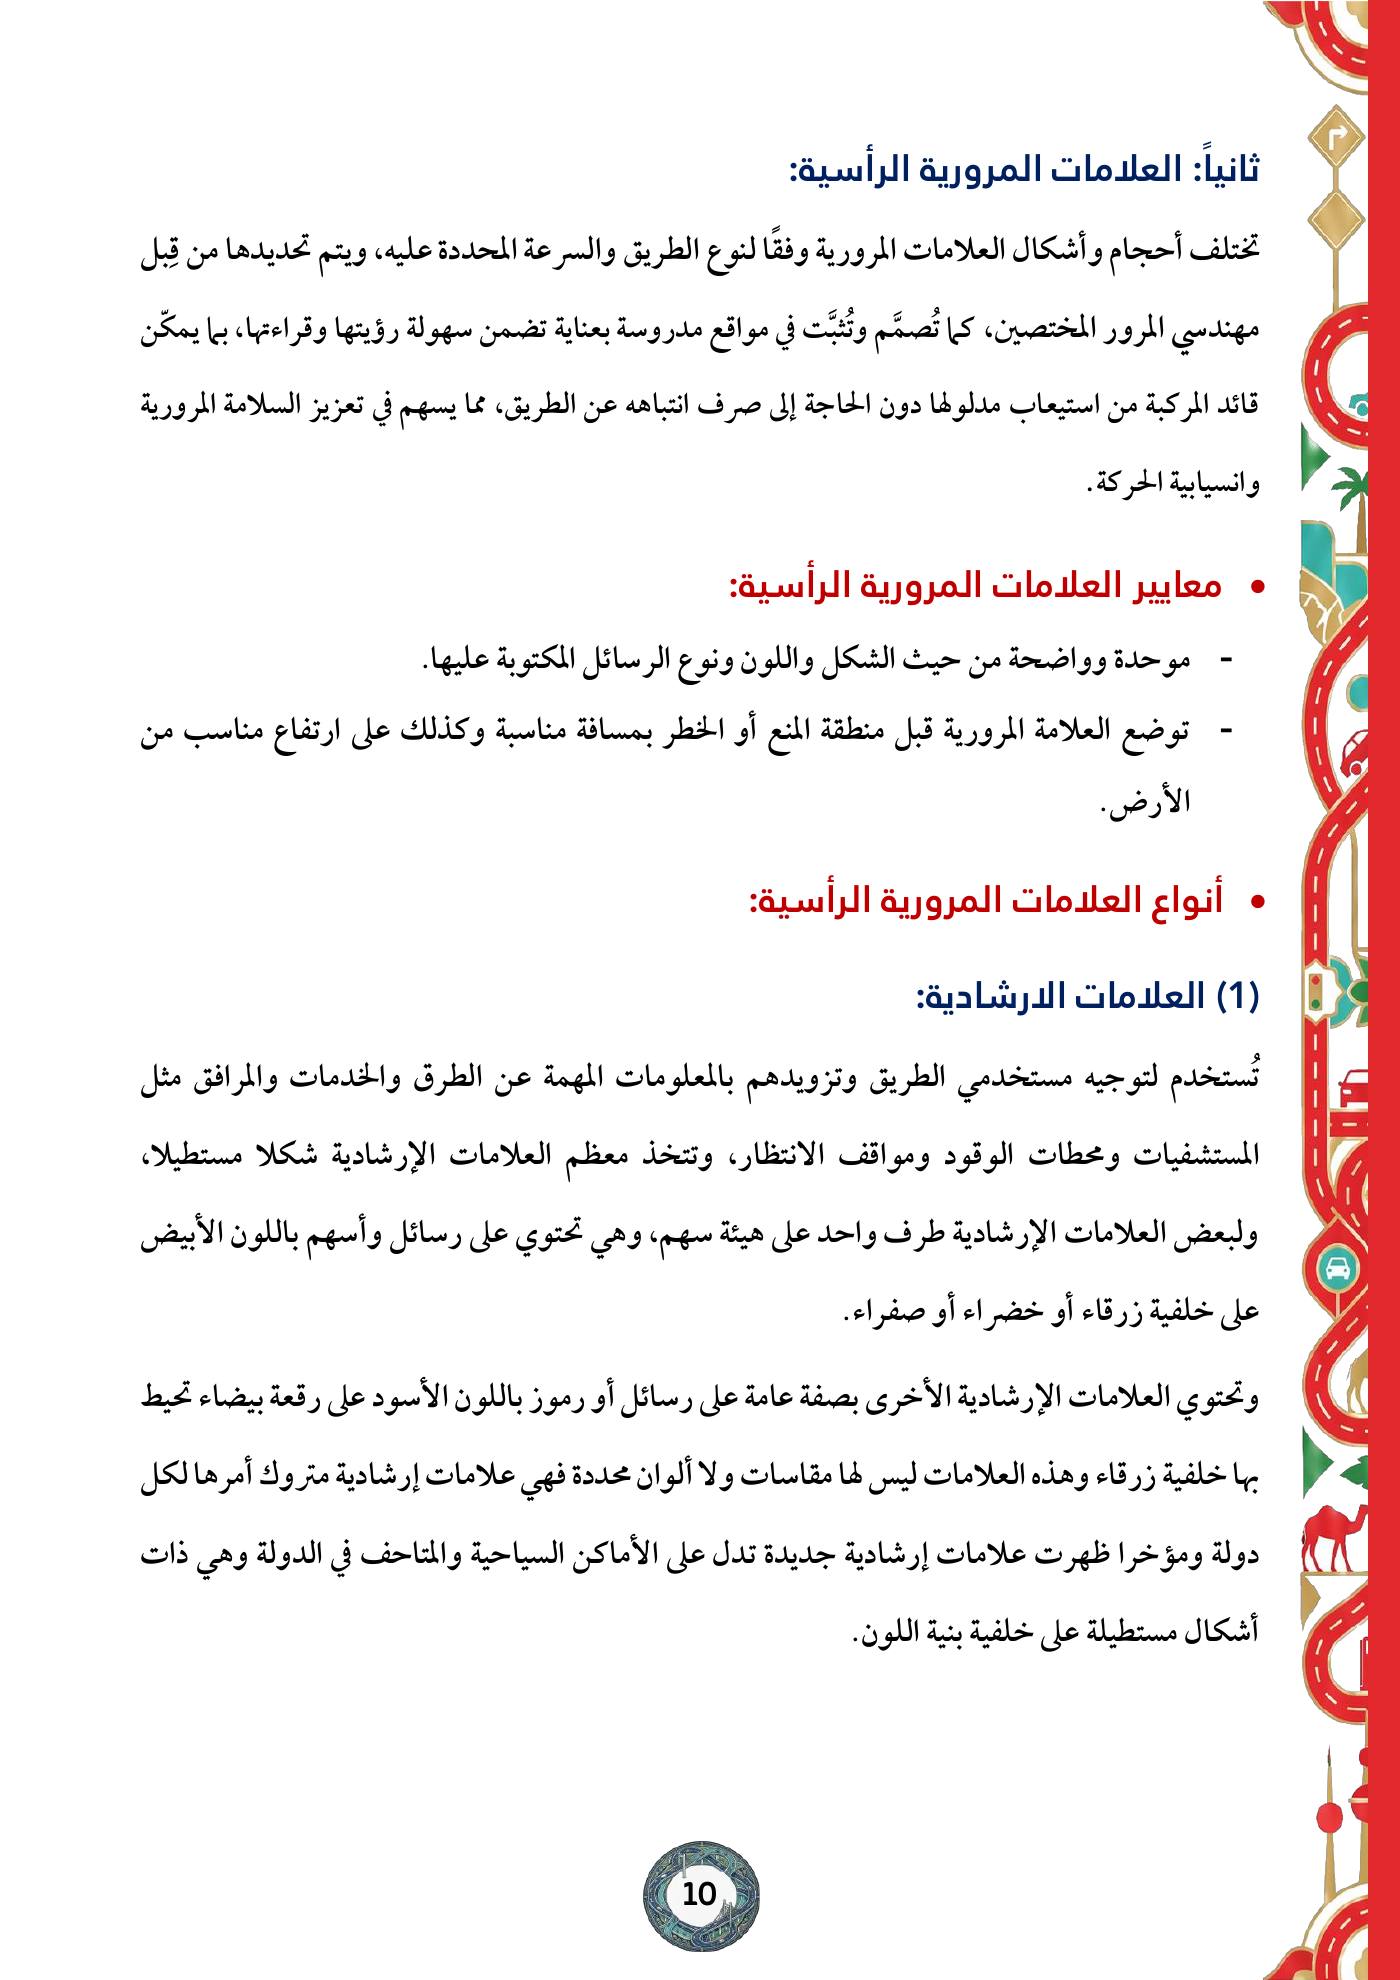 ثانياً: العلامات المرورية الرأسية:
تختلف أحجام وأشكال العلامات المرورية وفقًا لنوع الطريق والسرعة المحددة عليه، ويتم تحديدها من قِبل
مهندسي المرور المختصين، كما تُصمَّم وتُثبَّت في مواقع مدروسة بعناية تضمن سهولة رؤيتها وقراءتها، بما يمكّن
قائد المركبة من استيعاب مدلولها دون الحاجة إلى صرف انتباهه عن الطريق، مما يسهم في تعزيز السلامة المرورية
وانسيابية الحركة.
• معايير العلامات المرورية الرأسية:
- موحدة وواضحة من حيث الشكل واللون ونوع الرسائل المكتوبة عليها.
- توضع العلامة المرورية قبل منطقة المنع أو الخطر بمسافة مناسبة وكذلك على ارتفاع مناسب من
الأرض.
• أنواع العلامات المرورية الرأسية:
(1) العلامات الارشادية:
تُستخدم لتوجيه مستخدمي الطريق وتزويدهم بالمعلومات المهمة عن الطرق والخدمات والمرافق مثل
المستشفيات ومحطات الوقود ومواقف الانتظار، وتتخذ معظم العلامات الإرشادية شكلا مستطيلا،
ولبعض العلامات الإرشادية طرف واحد على هيئة سهم، وهي تحتوي على رسائل وأسهم باللون الأبيض
على خلفية زرقاء أو خضراء أو صفراء.
وتحتوي العلامات الإرشادية الأخرى بصفة عامة على رسائل أو رموز باللون الأسود على رقعة بيضاء تحيط
بها خلفية زرقاء وهذه العلامات ليس لها مقاسات ولا ألوان محددة فهي علامات إرشادية متروك أمرها لكل
دولة ومؤخرا ظهرت علامات إرشادية جديدة تدل على الأماكن السياحية والمتاحف في الدولة وهي ذات
أشكال مستطيلة على خلفية بنية اللون.
10